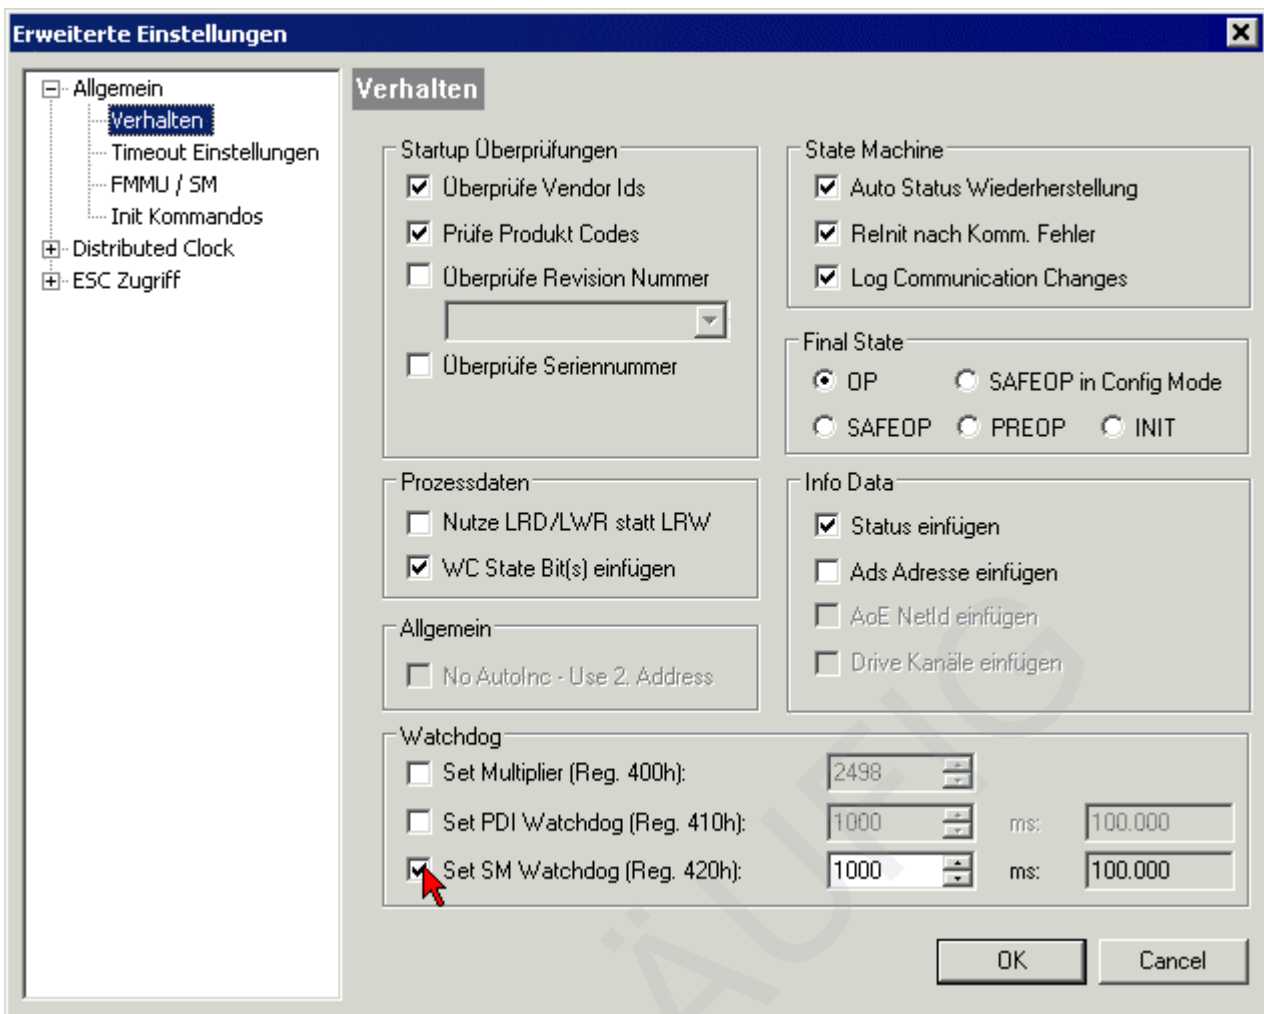 Erweiterte Einstellungen
Allgemein
Verhalten
Timeout Einstellungen
FMMU / SM
Init Kommandos
Distributed Clock
ESC Zugriff
Verhalten
Startup Überprüfungen
Überprüfe Vendor Ids
Prüfe Produkt Codes
Überprüfe Revision Nummer
Überprüfe Seriennummer
State Machine
Auto Status Wiederherstellung
ReInit nach Komm. Fehler
Log Communication Changes
Final State
OP SAFEOP in Config Mode
SAFEOP PREOP INIT
Prozessdaten
Nutze LRD/LWR statt LRW
WC State Bit(s) einfügen
Info Data
Status einfügen
Ads Adresse einfügen
AoE NetId einfügen
Drive Kanäle einfügen
Allgemein
No AutoInc - Use 2. Address
Watchdog
Set Multiplier (Reg. 400h): 2498
Set PDI Watchdog (Reg. 410h): 1000 ms: 100.000
Set SM Watchdog (Reg. 420h): 1000 ms: 100.000
OK Cancel
ÄUFIG